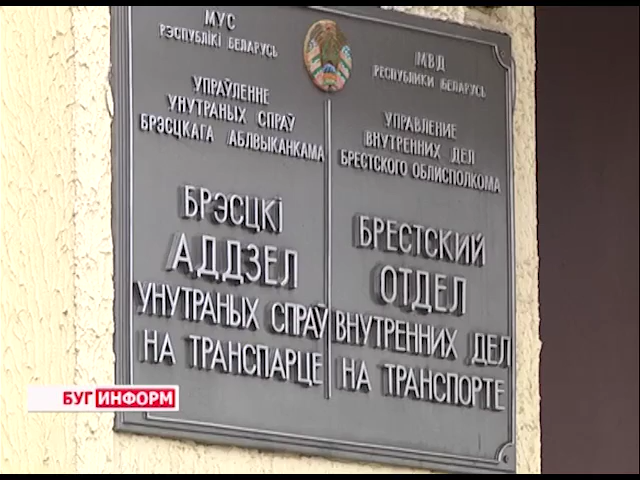 МУС
РЭСПУБЛІКІ БЕЛАРУСЬ
УПРАЎЛЕННЕ
УНУТРАНЫХ СПРАЎ
БРЭСЦКАГА АБЛВЫКАНКАМА
БРЭСЦКІ
АДДЗЕЛ
УНУТРАНЫХ СПРАЎ
НА ТРАНСПАРЦЕ
МВД
РЕСПУБЛИКИ БЕЛАРУСЬ
УПРАВЛЕНИЕ
ВНУТРЕННИХ ДЕЛ
БРЕСТСКОГО ОБЛИСПОЛКОМА
БРЕСТСКИЙ
ОТДЕЛ
ВНУТРЕННИХ ДЕЛ
НА ТРАНСПОРТЕ
БУГ ИНФОРМ